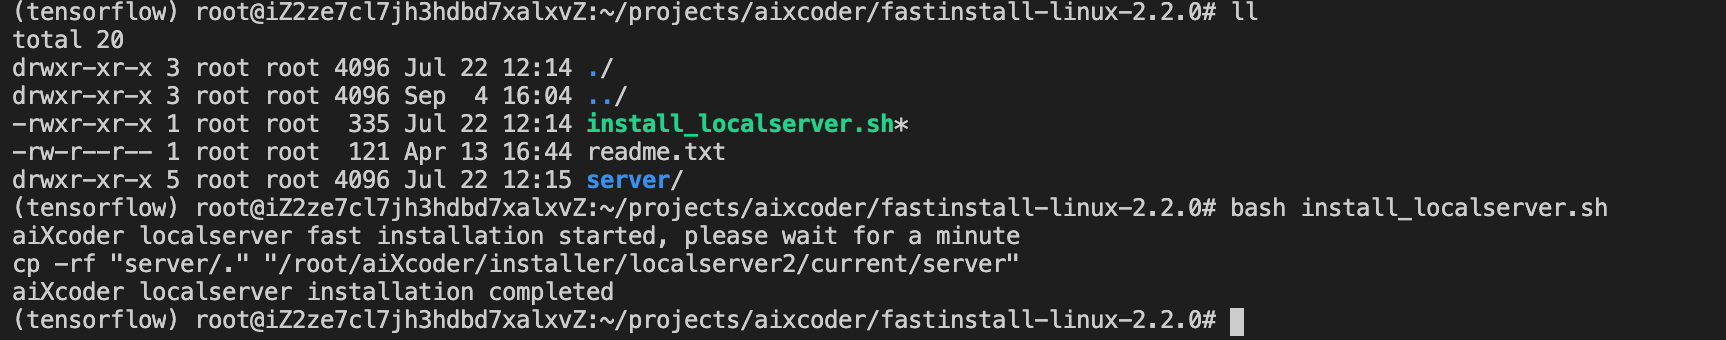 (tensorflow) root@iZ2ze7cl7jh3hdbd7xalxvZ:~/projects/aixcoder/fastinstall-linux-2.2.0# ll
total 20
drwxr-xr-x 3 root root 4096 Jul 22 12:14 ./
drwxr-xr-x 3 root root 4096 Sep  4 16:04 ../
-rwxr-xr-x 1 root root  335 Jul 22 12:14 install_localserver.sh*
-rw-r--r-- 1 root root  121 Apr 13 16:44 readme.txt
drwxr-xr-x 5 root root 4096 Jul 22 12:15 server/
(tensorflow) root@iZ2ze7cl7jh3hdbd7xalxvZ:~/projects/aixcoder/fastinstall-linux-2.2.0# bash install_localserver.sh
aiXcoder localserver fast installation started, please wait for a minute
cp -rf "server/." "/root/aiXcoder/installer/localserver2/current/server"
aiXcoder localserver installation completed
(tensorflow) root@iZ2ze7cl7jh3hdbd7xalxvZ:~/projects/aixcoder/fastinstall-linux-2.2.0#